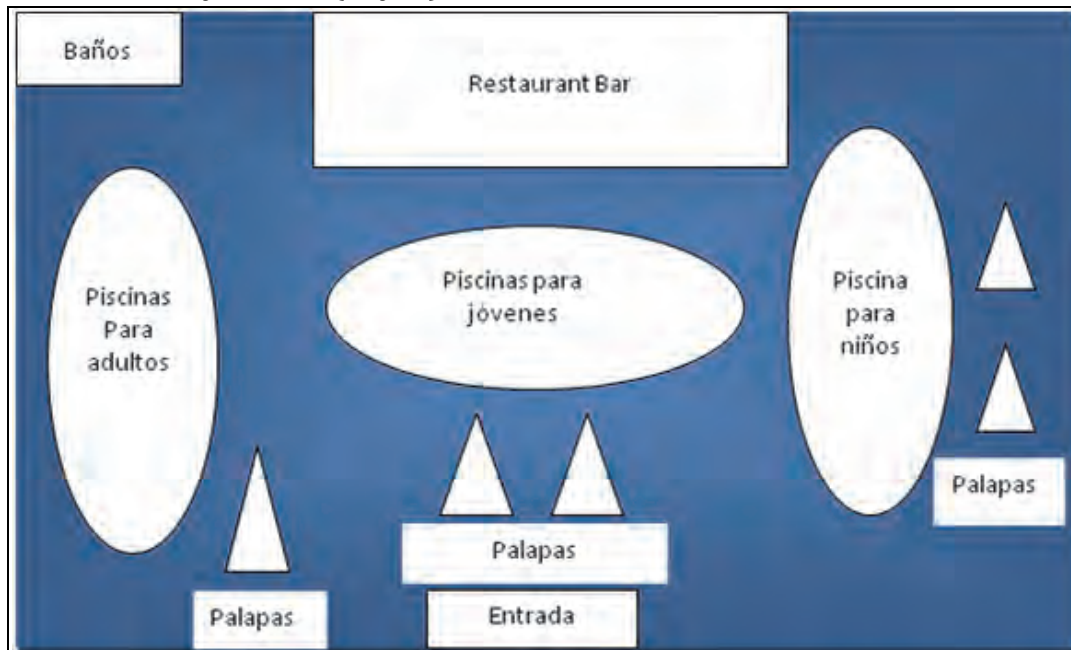 Baños
Restaurant Bar
Piscinas
Para
adultos
Piscinas para
jóvenes
Piscina
para
niños
Palapas
Palapas
Palapas
Entrada